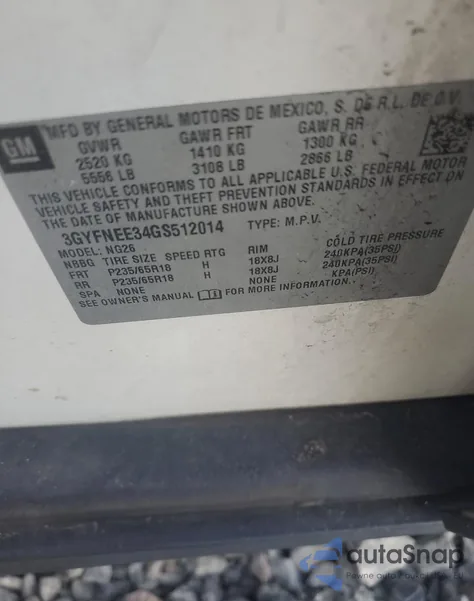 GM
MFD BY GENERAL MOTORS DE MEXICO, S. DE R.L. DE C.V.
GVWR GAWR FRT GAWR RR
2520 KG 1410 KG 1300 KG
5556 LB 3108 LB 2866 LB
THIS VEHICLE CONFORMS TO ALL APPLICABLE U.S. FEDERAL MOTOR
VEHICLE SAFETY AND THEFT PREVENTION STANDARDS IN EFFECT ON
THE DATE OF MANUFACTURE SHOWN ABOVE.
3GYFNEE34GS512014 TYPE: M.P.V.
MODEL: NG26
NRBG TIRE SIZE SPEED RTG RIM COLD TIRE PRESSURE
FRT P235/65R18 H 18X8J 240KPA(35PSI)
RR P235/65R18 H 18X8J 240KPA(35PSI)
SPA NONE NONE KPA(PSI)
SEE OWNER'S MANUAL FOR MORE INFORMATION.
autoSnap
Pewne auto